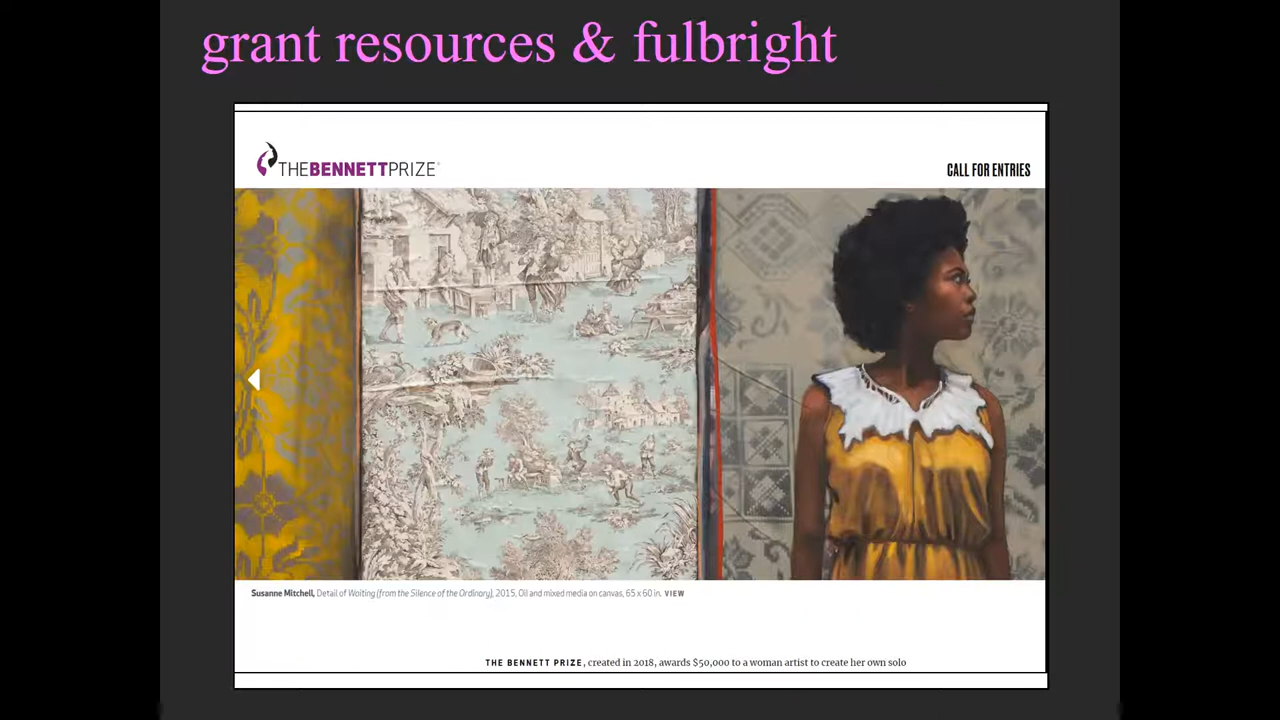 grant resources & fulbright
THEBENNETTPRIZE®
CALL FOR ENTRIES
Susanne Mitchell, Detail of Waiting (from the Silence of the Ordinary), 2015, Oil and mixed media on canvas, 65 x 60 in. VIEW
THE BENNETT PRIZE, created in 2018, awards $50,000 to a woman artist to create her own solo